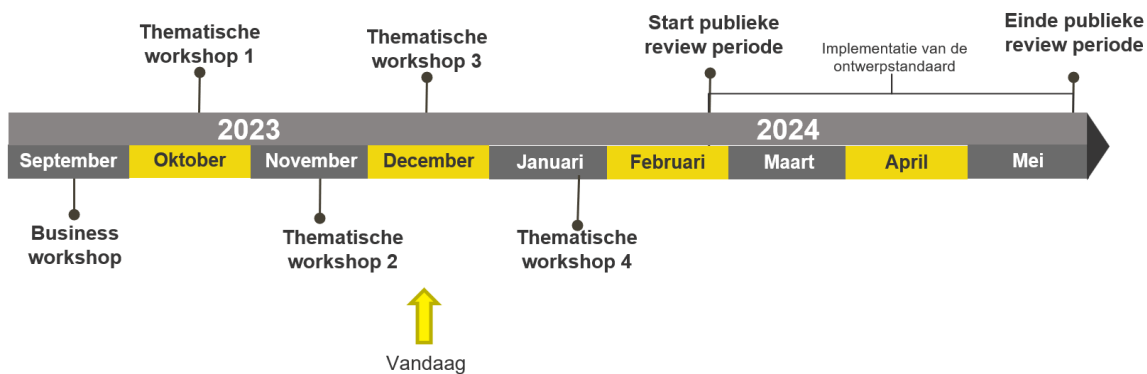 Thematische
workshop 1
Thematische
workshop 3
Start publieke
review periode
Implementatie van de
ontwerpstandaard
Einde publieke
review periode
2023
2024
September
Oktober
November
December
Januari
Februari
Maart
April
Mei
Business
workshop
Thematische
workshop 2
Thematische
workshop 4
Vandaag